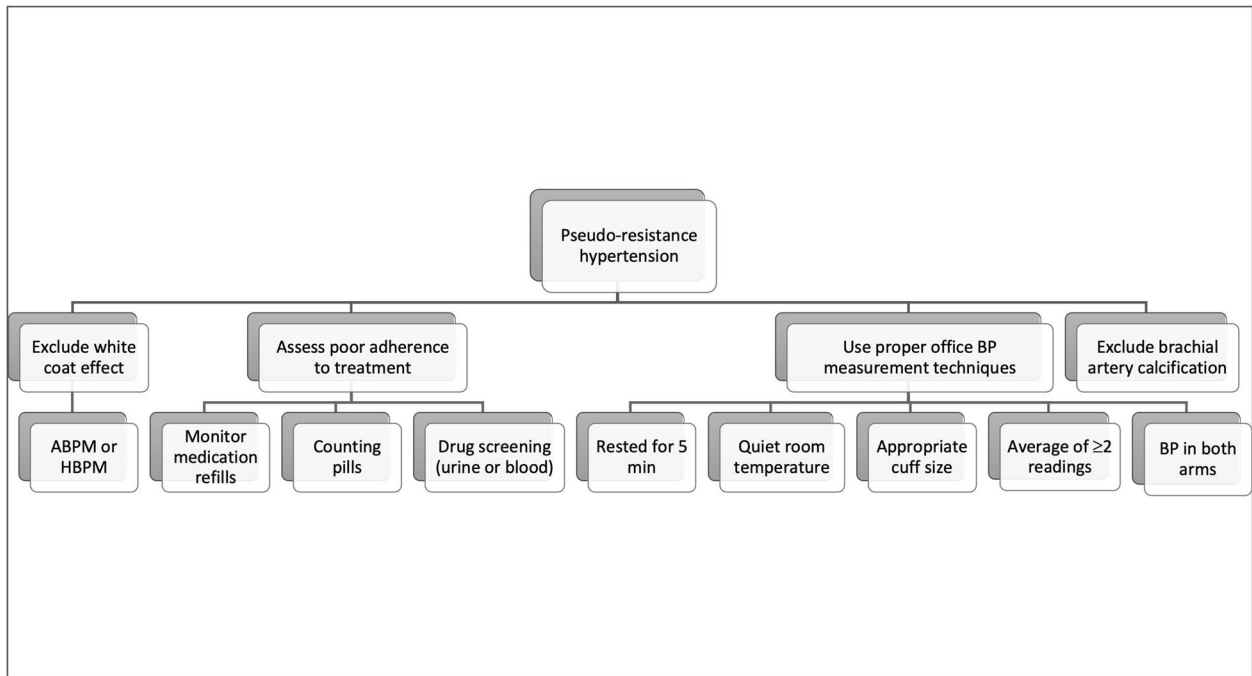 Pseudo-resistance
hypertension
Exclude white
coat effect
Assess poor adherence
to treatment
Use proper office BP
measurement techniques
Exclude brachial
artery calcification
ABPM or
HBPM
Monitor
medication
refills
Counting
pills
Drug screening
(urine or blood)
Rested for 5
min
Quiet room
temperature
Appropriate
cuff size
Average of ≥2
readings
BP in both
arms